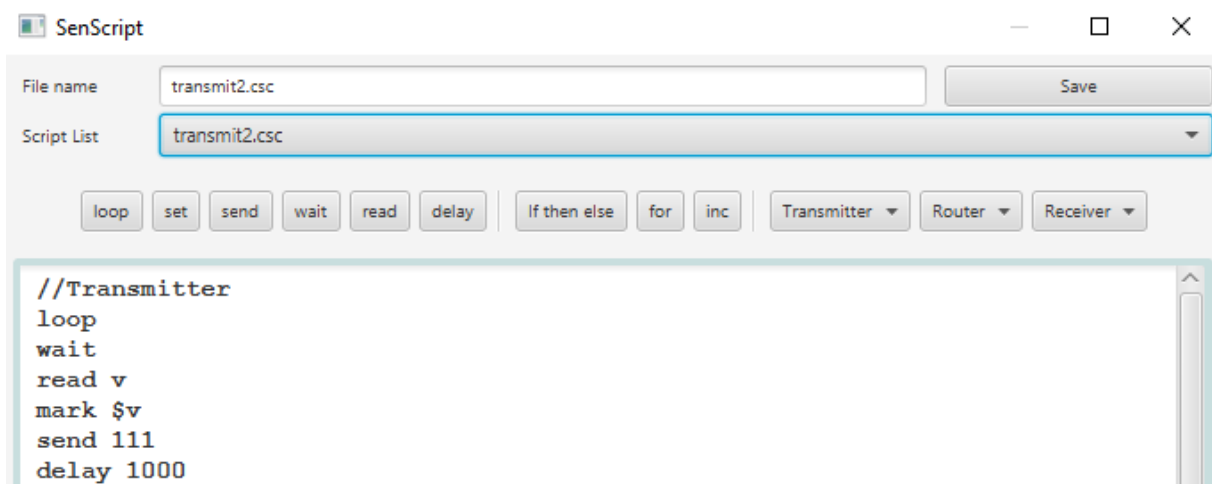 SenScript
File name transmit2.csc Save
Script List transmit2.csc
loop set send wait read delay If then else for inc Transmitter Router Receiver
//Transmitter
loop
wait
read v
mark $v
send 111
delay 1000